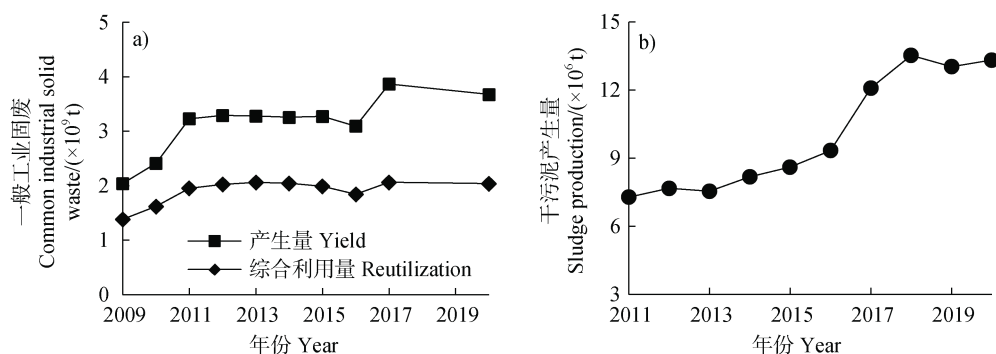 a)
一般工业固废
Common industrial solid
waste/(×10⁹ t)
5
4
3
2
1
0
产生量 Yield
综合利用量 Reutilization
2009
2011
2013
2015
2017
2019
年份 Year
b)
干污泥产生量
Sludge production/(×10⁶ t)
15
12
9
6
3
2011
2013
2015
2017
2019
年份 Year